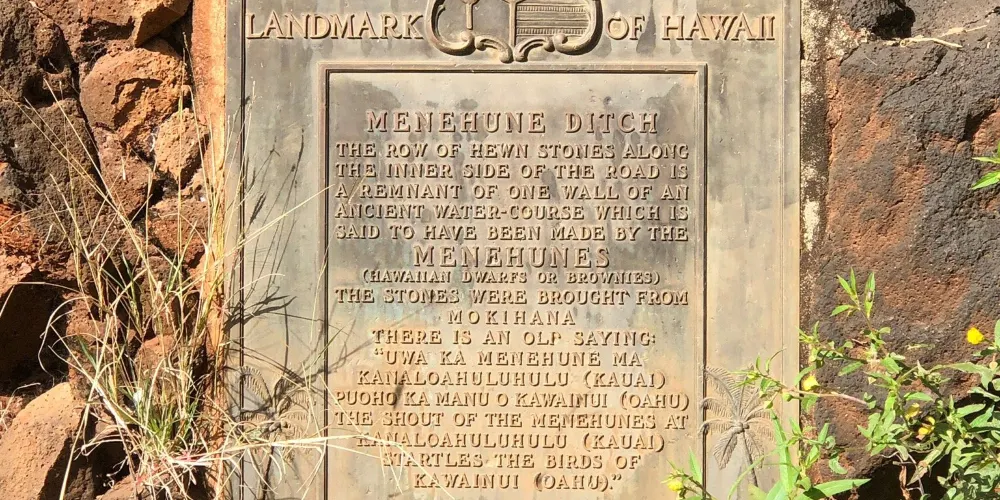 LANDMARK OF HAWAII
MENEHUNE DITCH
THE ROW OF HEWN STONES ALONG
THE INNER SIDE OF THE ROAD IS
A REMNANT OF ONE WALL OF AN
ANCIENT WATER-COURSE WHICH IS
SAID TO HAVE BEEN MADE BY THE
MENEHUNES
(HAWAIIAN DWARFS OR BROWNIES)
THE STONES WERE BROUGHT FROM
MOKIHANA
THERE IS AN OLD SAYING:
"UWA KA MENEHUNE MA
KANALOAHULUHULU (KAUAI)
PUOHO KA MANU O KAWAINUI (OAHU)
THE SHOUT OF THE MENEHUNES AT
KANALOAHULUHULU (KAUAI)
STARTLES THE BIRDS OF
KAWAINUI (OAHU)."